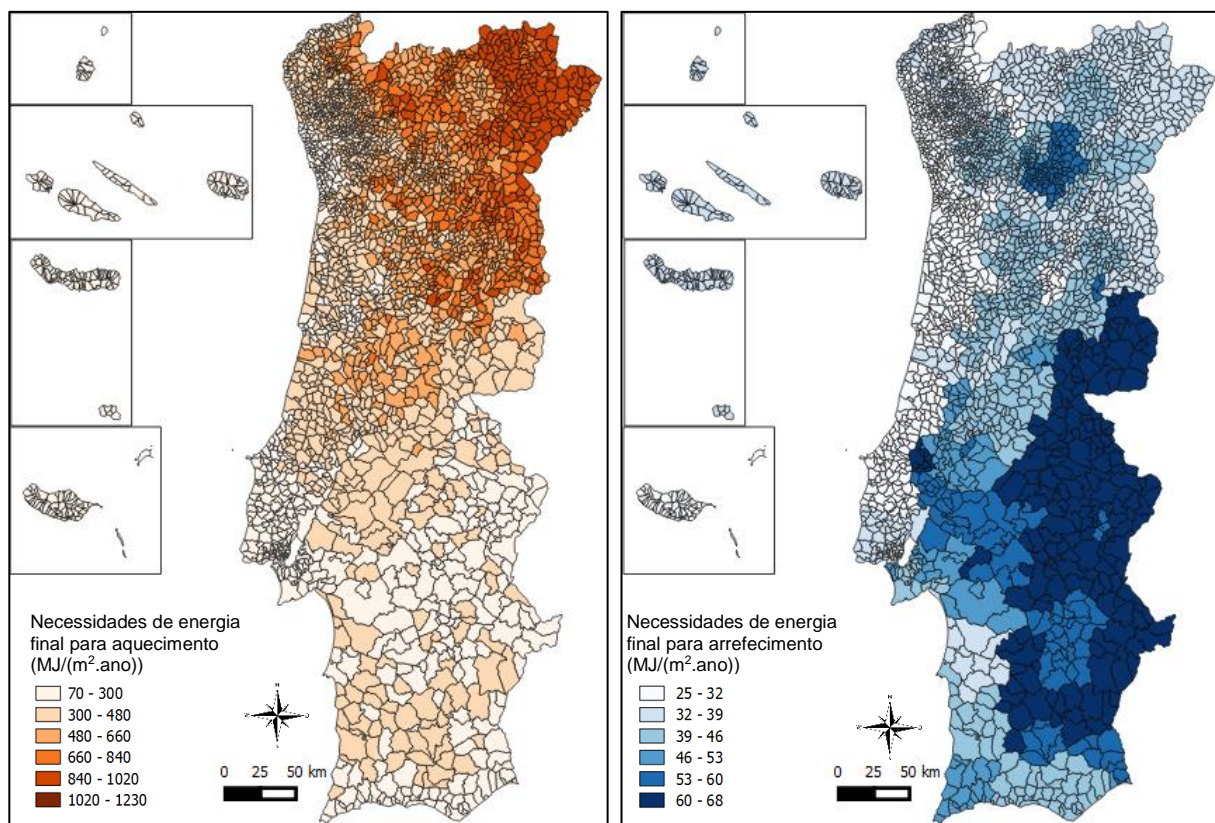 Necessidades de energia
final para aquecimento
(MJ/(m².ano))
70 - 300
300 - 480
480 - 660
660 - 840
840 - 1020
1020 - 1230
N
W
S
0 25 50 km
Necessidades de energia
final para arrefecimento
(MJ/(m².ano))
25 - 32
32 - 39
39 - 46
46 - 53
53 - 60
60 - 68
N
W
S
0 25 50 km